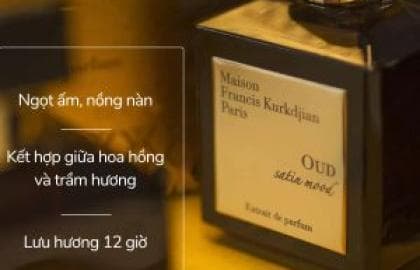 Ngọt ấm, nồng nàn
Kết hợp giữa hoa hồng
và trầm hương
Lưu hương 12 giờ
Maison
Francis Kurkdjian
Paris
OUD
satin mood
Extrait de parfum